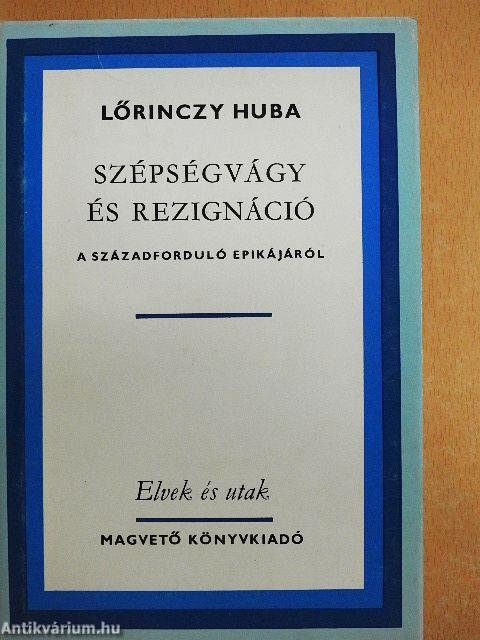 LŐRINCZY HUBA
SZÉPSÉGVÁGY
ÉS REZIGNÁCIÓ
A SZÁZADFORDULÓ EPIKÁJÁRÓL
Elvek és utak
MAGVETŐ KÖNYVKIADÓ
Antikvárium.hu